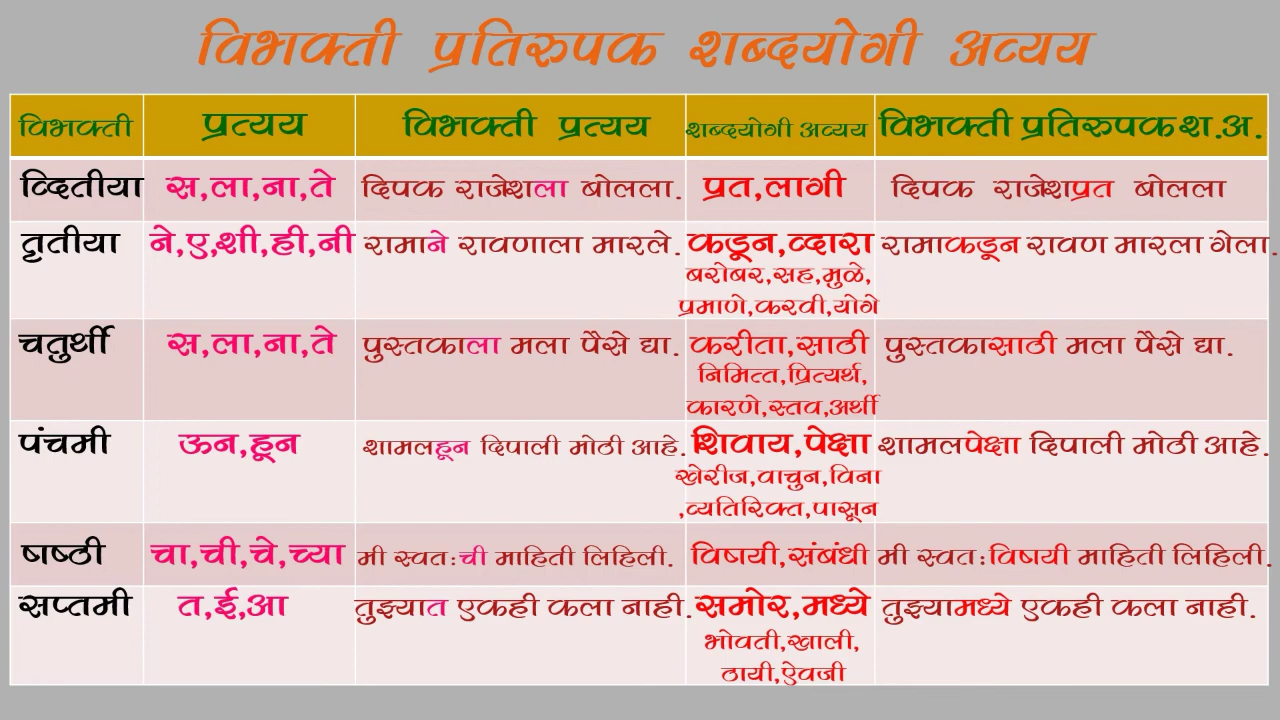 विभक्ती प्रतिरुपक शब्दयोगी अव्यय
विभक्ती प्रत्यय विभक्ती प्रत्यय शब्दयोगी अव्यय विभक्ती प्रतिरुपक श.अ.
व्दितीया स,ला,ना,ते दिपक राजेशला बोलला. प्रत,लागी दिपक राजेशप्रत बोलला
तृतीया ने,ए,शी,ही,नी रामाने रावणाला मारले. कडून,व्दारा रामाकडून रावण मारला गेला.
बरोबर,सह,मुळे,
प्रमाणे,करवी,योगे
चतुर्थी स,ला,ना,ते पुस्तकाला मला पैसे द्या. करीता,साठी पुस्तकासाठी मला पैसे द्या.
निमित्त,प्रित्यर्थ,
कारणे,स्तव,अर्थी
पंचमी ऊन,हून शामलहून दिपाली मोठी आहे. शिवाय,पेक्षा शामलपेक्षा दिपाली मोठी आहे.
खेरीज,वाचुन,विना
,व्यतिरिक्त,पासून
षाष्ठी चा,ची,चे,च्या मी स्वतःची माहिती लिहिली. विषयी,संबंधी मी स्वतःविषयी माहिती लिहिली.
सप्तमी त,ई,आ तुझ्यात एकही कला नाही. समोर,मध्ये तुझ्यामध्ये एकही कला नाही.
भोवती,खाली,
ठायी,ऐवजी